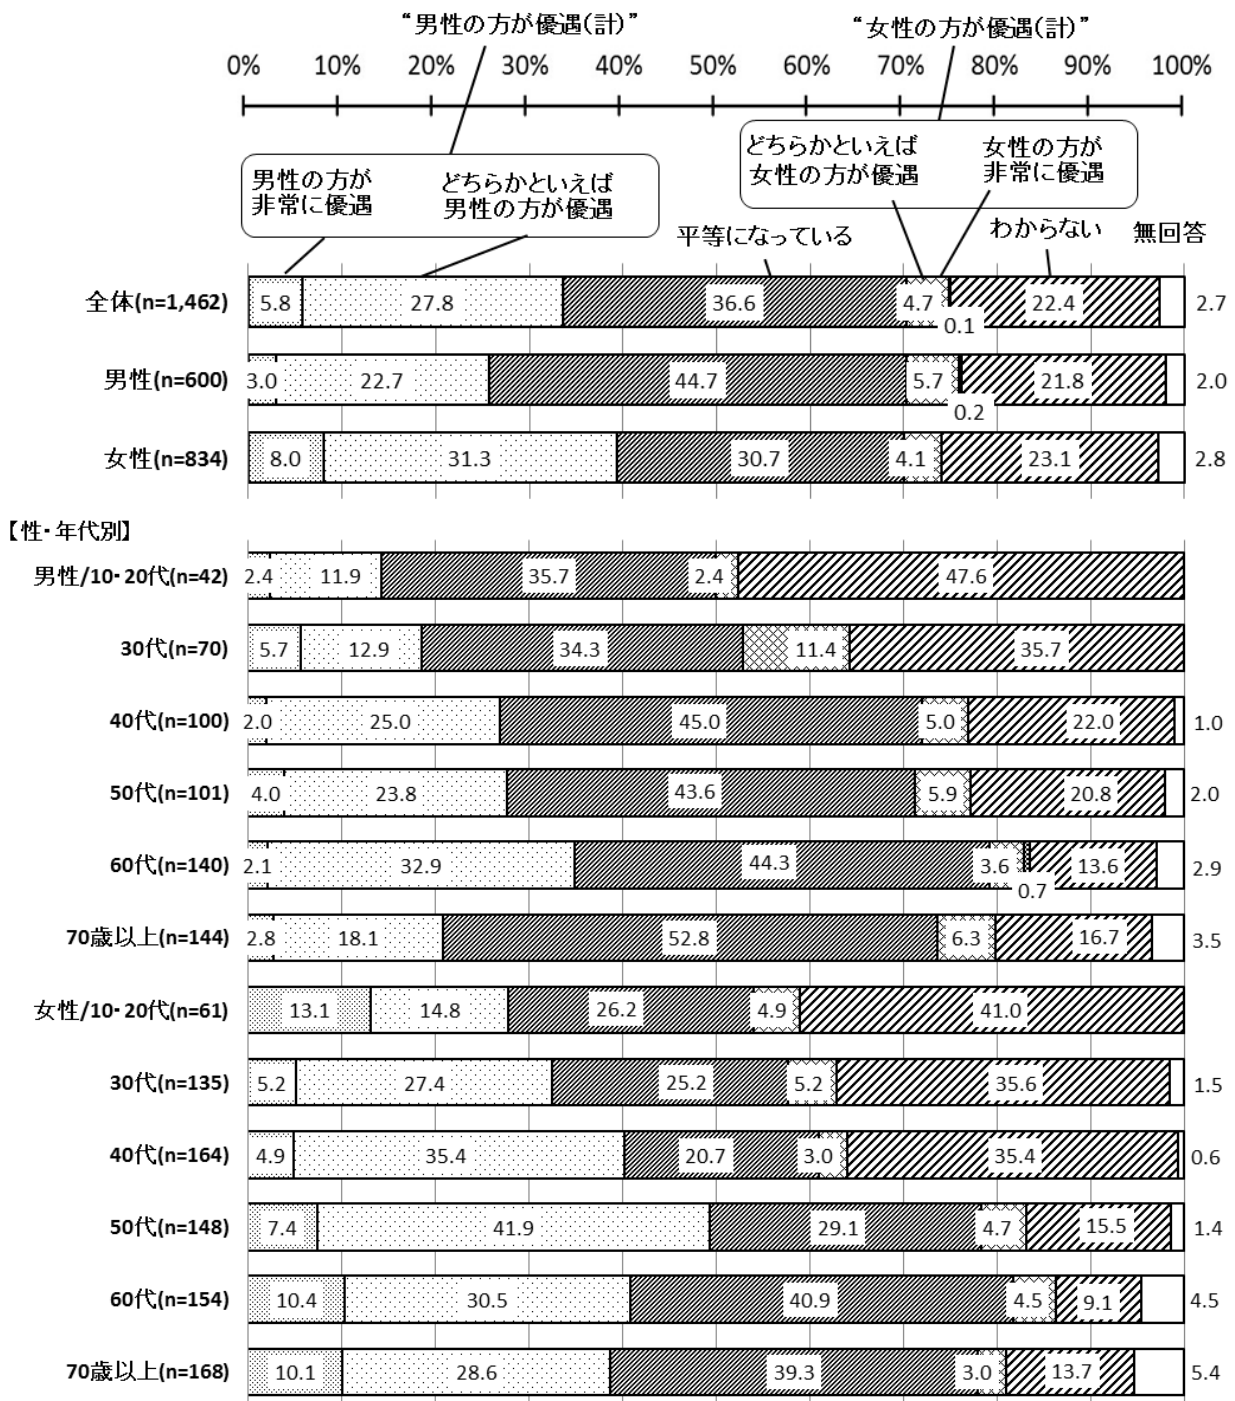 “男性の方が優遇(計)”
“女性の方が優遇(計)”
0% 10% 20% 30% 40% 50% 60% 70% 80% 90% 100%
男性の方が
非常に優遇
どちらかといえば
男性の方が優遇
どちらかといえば
女性の方が優遇
女性の方が
非常に優遇
平等になっている
わからない
無回答
全体(n=1,462) 5.8 27.8 36.6 4.7 0.1 22.4 2.7
男性(n=600) 3.0 22.7 44.7 5.7 0.2 21.8 2.0
女性(n=834) 8.0 31.3 30.7 4.1 23.1 2.8
【性・年代別】
男性/10・20代(n=42) 2.4 11.9 35.7 2.4 47.6
30代(n=70) 5.7 12.9 34.3 11.4 35.7
40代(n=100) 2.0 25.0 45.0 5.0 22.0 1.0
50代(n=101) 4.0 23.8 43.6 5.9 20.8 2.0
60代(n=140) 2.1 32.9 44.3 3.6 0.7 13.6 2.9
70歳以上(n=144) 2.8 18.1 52.8 6.3 16.7 3.5
女性/10・20代(n=61) 13.1 14.8 26.2 4.9 41.0
30代(n=135) 5.2 27.4 25.2 5.2 35.6 1.5
40代(n=164) 4.9 35.4 20.7 3.0 35.4 0.6
50代(n=148) 7.4 41.9 29.1 4.7 15.5 1.4
60代(n=154) 10.4 30.5 40.9 4.5 9.1 4.5
70歳以上(n=168) 10.1 28.6 39.3 3.0 13.7 5.4